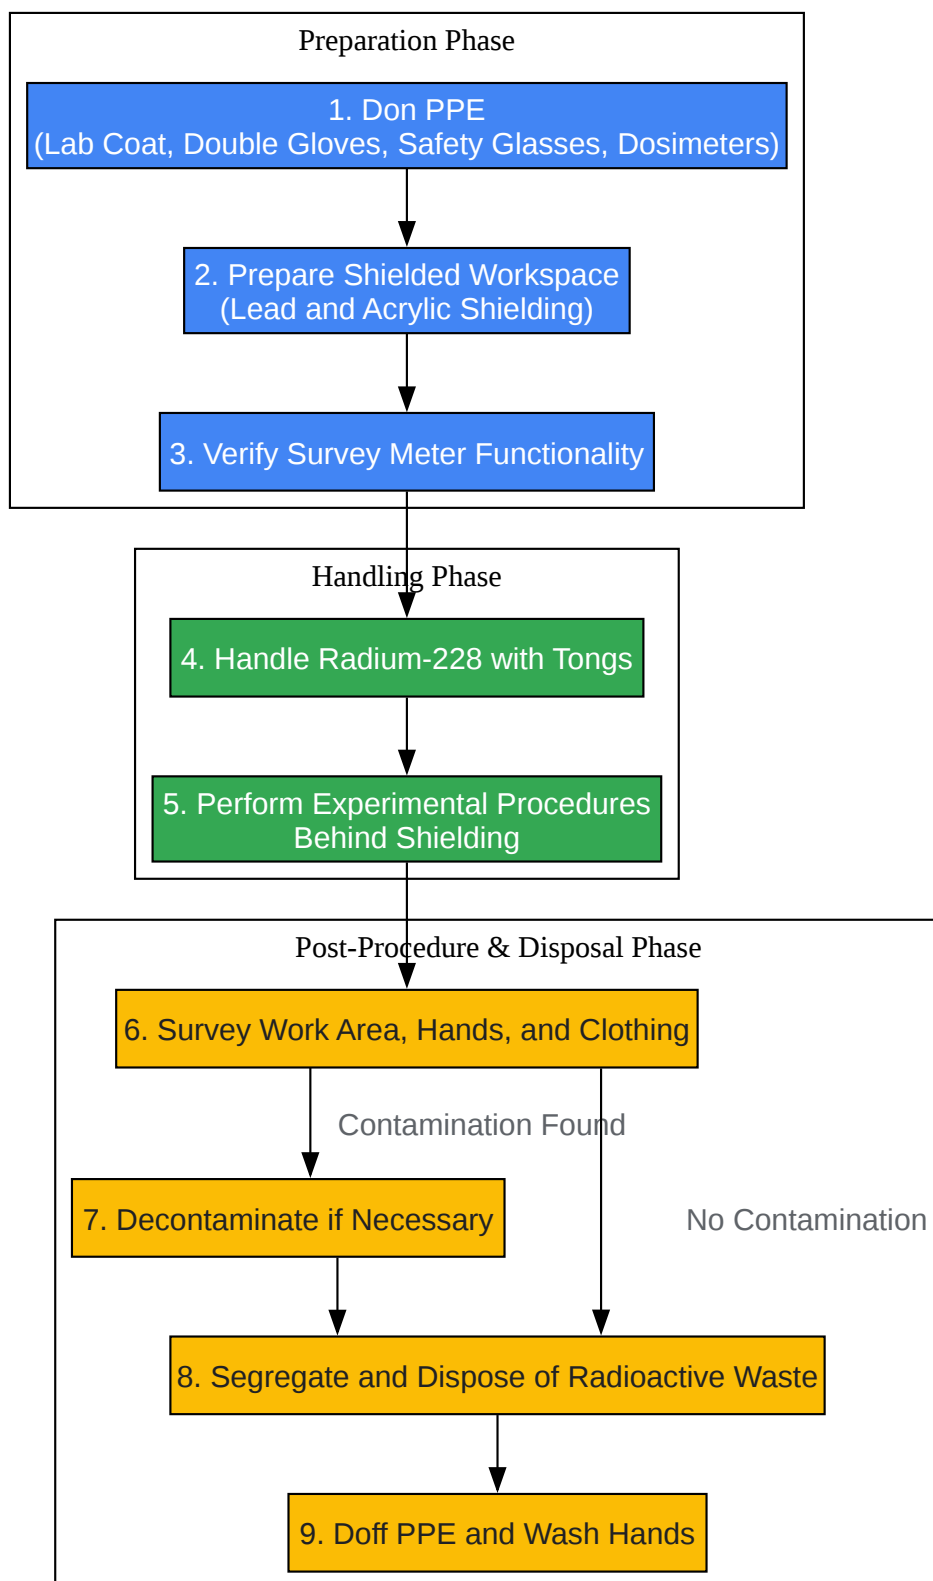 Preparation Phase
1. Don PPE
(Lab Coat, Double Gloves, Safety Glasses, Dosimeters)
2. Prepare Shielded Workspace
(Lead and Acrylic Shielding)
3. Verify Survey Meter Functionality
Handling Phase
4. Handle Radium-228 with Tongs
5. Perform Experimental Procedures
Behind Shielding
Post-Procedure & Disposal Phase
6. Survey Work Area, Hands, and Clothing
Contamination Found
7. Decontaminate if Necessary
No Contamination
8. Segregate and Dispose of Radioactive Waste
9. Doff PPE and Wash Hands